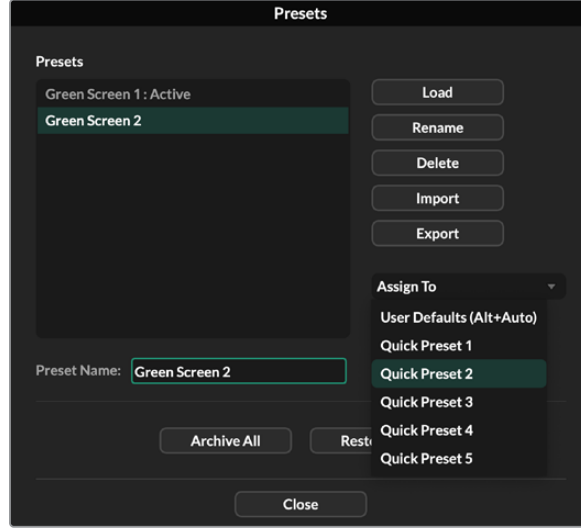 Presets
Presets
Green Screen 1 : Active
Green Screen 2
Load
Rename
Delete
Import
Export
Assign To
User Defaults (Alt+Auto)
Quick Preset 1
Quick Preset 2
Quick Preset 3
Quick Preset 4
Quick Preset 5
Preset Name: Green Screen 2
Archive All
Close